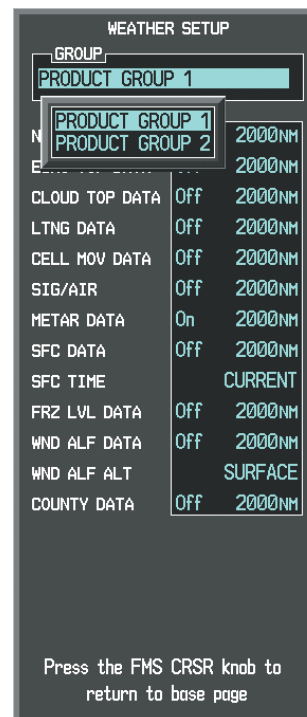 WEATHER SETUP
GROUP
PRODUCT GROUP 1
PRODUCT GROUP 1
PRODUCT GROUP 2
N 2000NM
2000NM
CLOUD TOP DATA Off 2000NM
LTNG DATA Off 2000NM
CELL MOV DATA Off 2000NM
SIG/AIR Off 2000NM
METAR DATA On 2000NM
SFC DATA Off 2000NM
SFC TIME CURRENT
FRZ LVL DATA Off 2000NM
WND ALF DATA Off 2000NM
WND ALF ALT SURFACE
COUNTY DATA Off 2000NM
Press the FMS CRSR knob to
return to base page